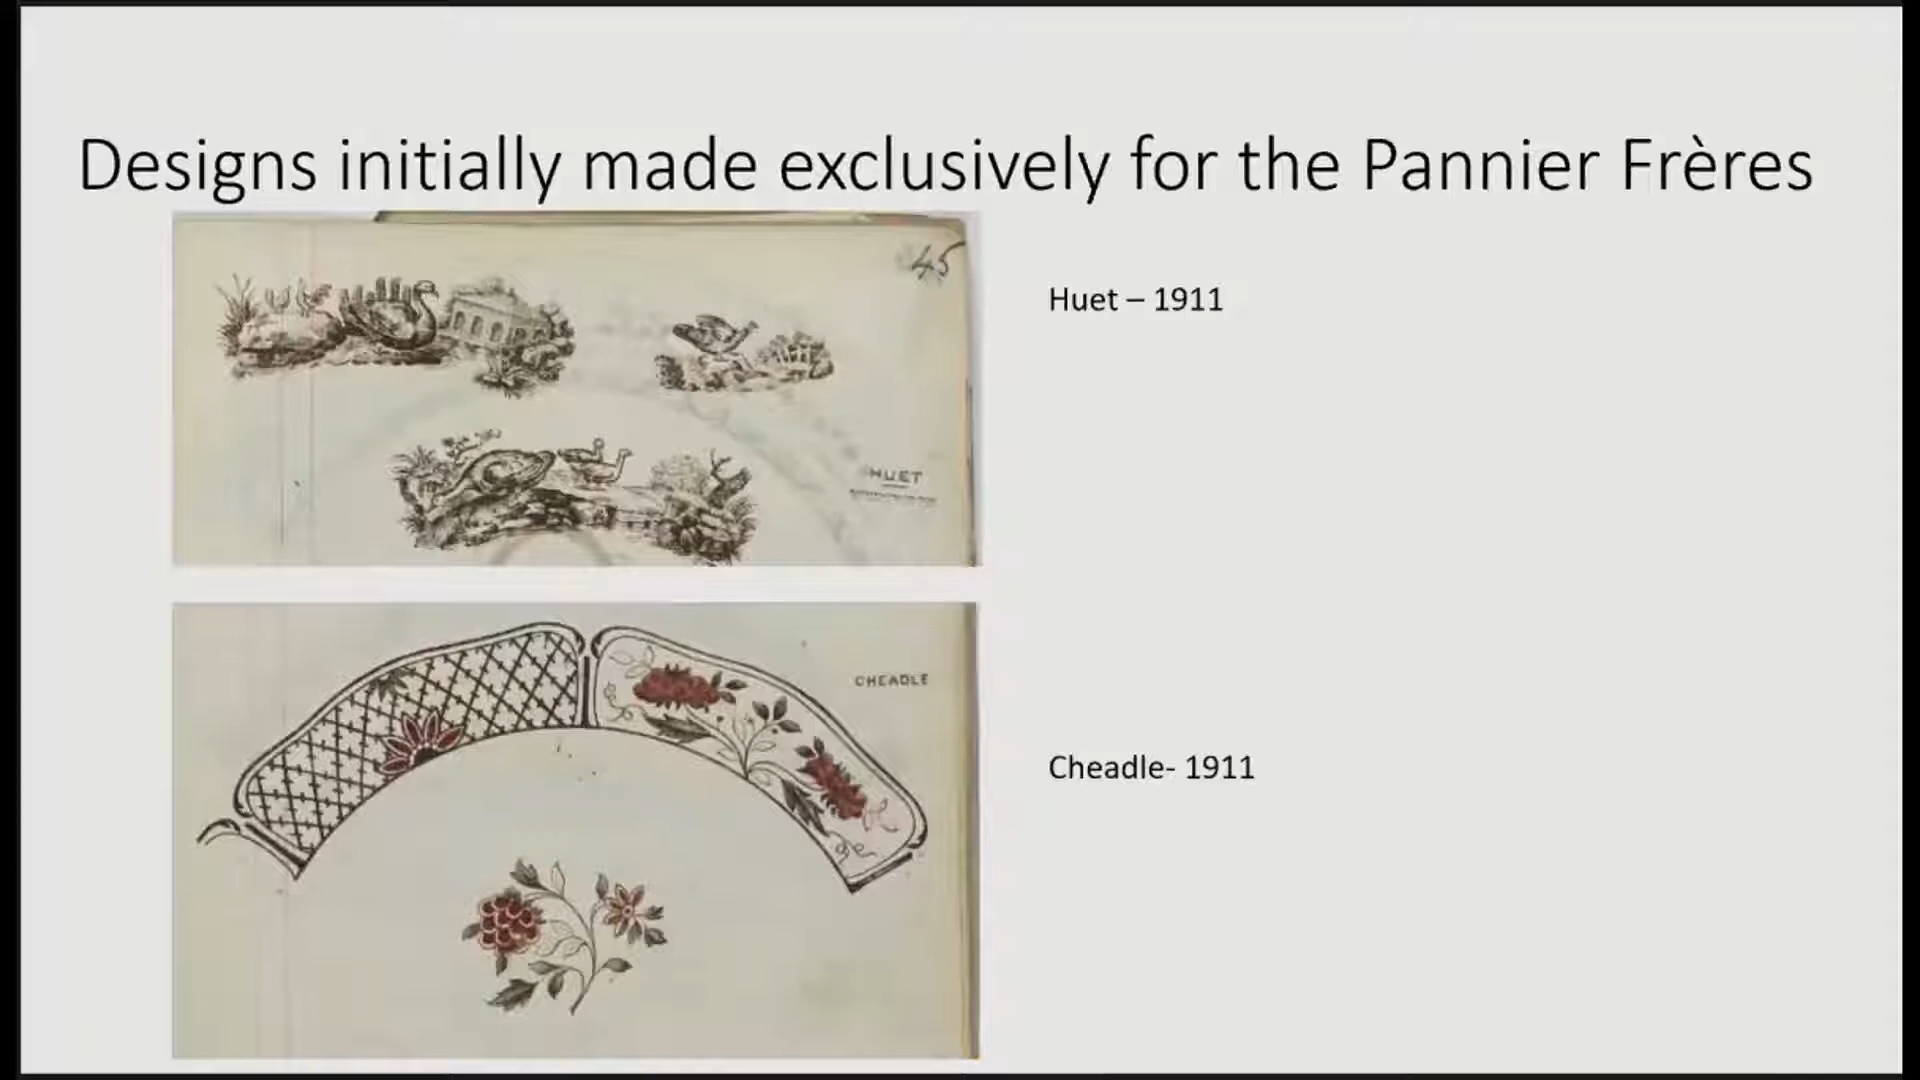 Designs initially made exclusively for the Pannier Frères
45
Huet – 1911
HUET
CHEADLE
Cheadle- 1911